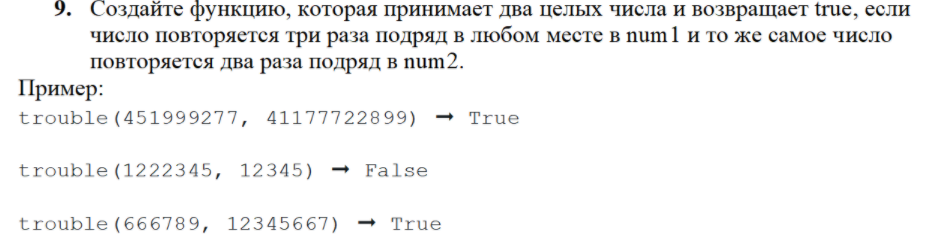 9. Создайте функцию, которая принимает два целых числа и возвращает true, если
число повторяется три раза подряд в любом месте в num1 и то же самое число
повторяется два раза подряд в num2.
Пример:
trouble(451999277, 41177722899) ➞ True
trouble(1222345, 12345) ➞ False
trouble(666789, 12345667) ➞ True